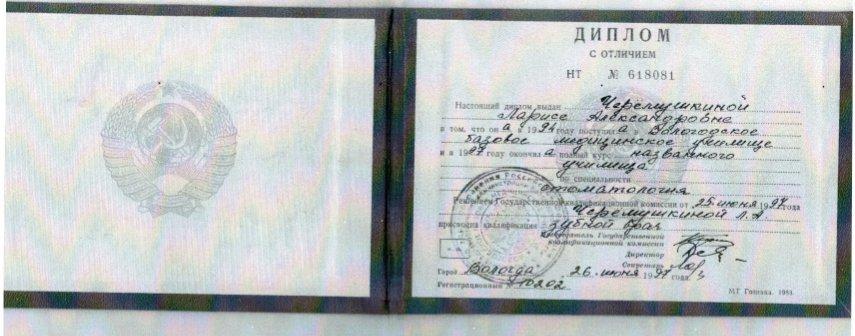 ДИПЛОМ
С ОТЛИЧИЕМ
НТ № 618081
Настоящий диплом выдан Черемушкиной
Ларисе Александровне
в том, что он а в 1994 году поступил а в Вологодское
базовое медицинское училище
и в 1997 году окончил а полный курс названного
училища
по специальности
стоматология
Решением Государственной квалификационной комиссии от 25 июня 1997 года
Черемушкиной Л.А
присвоена квалификация зубной врач
Председатель Государственной
квалификационной комиссии
Директор
Секретарь
Город Вологда 26 июня 1997 г.
Регистрационный № 10202
МТ Гознака. 1981.